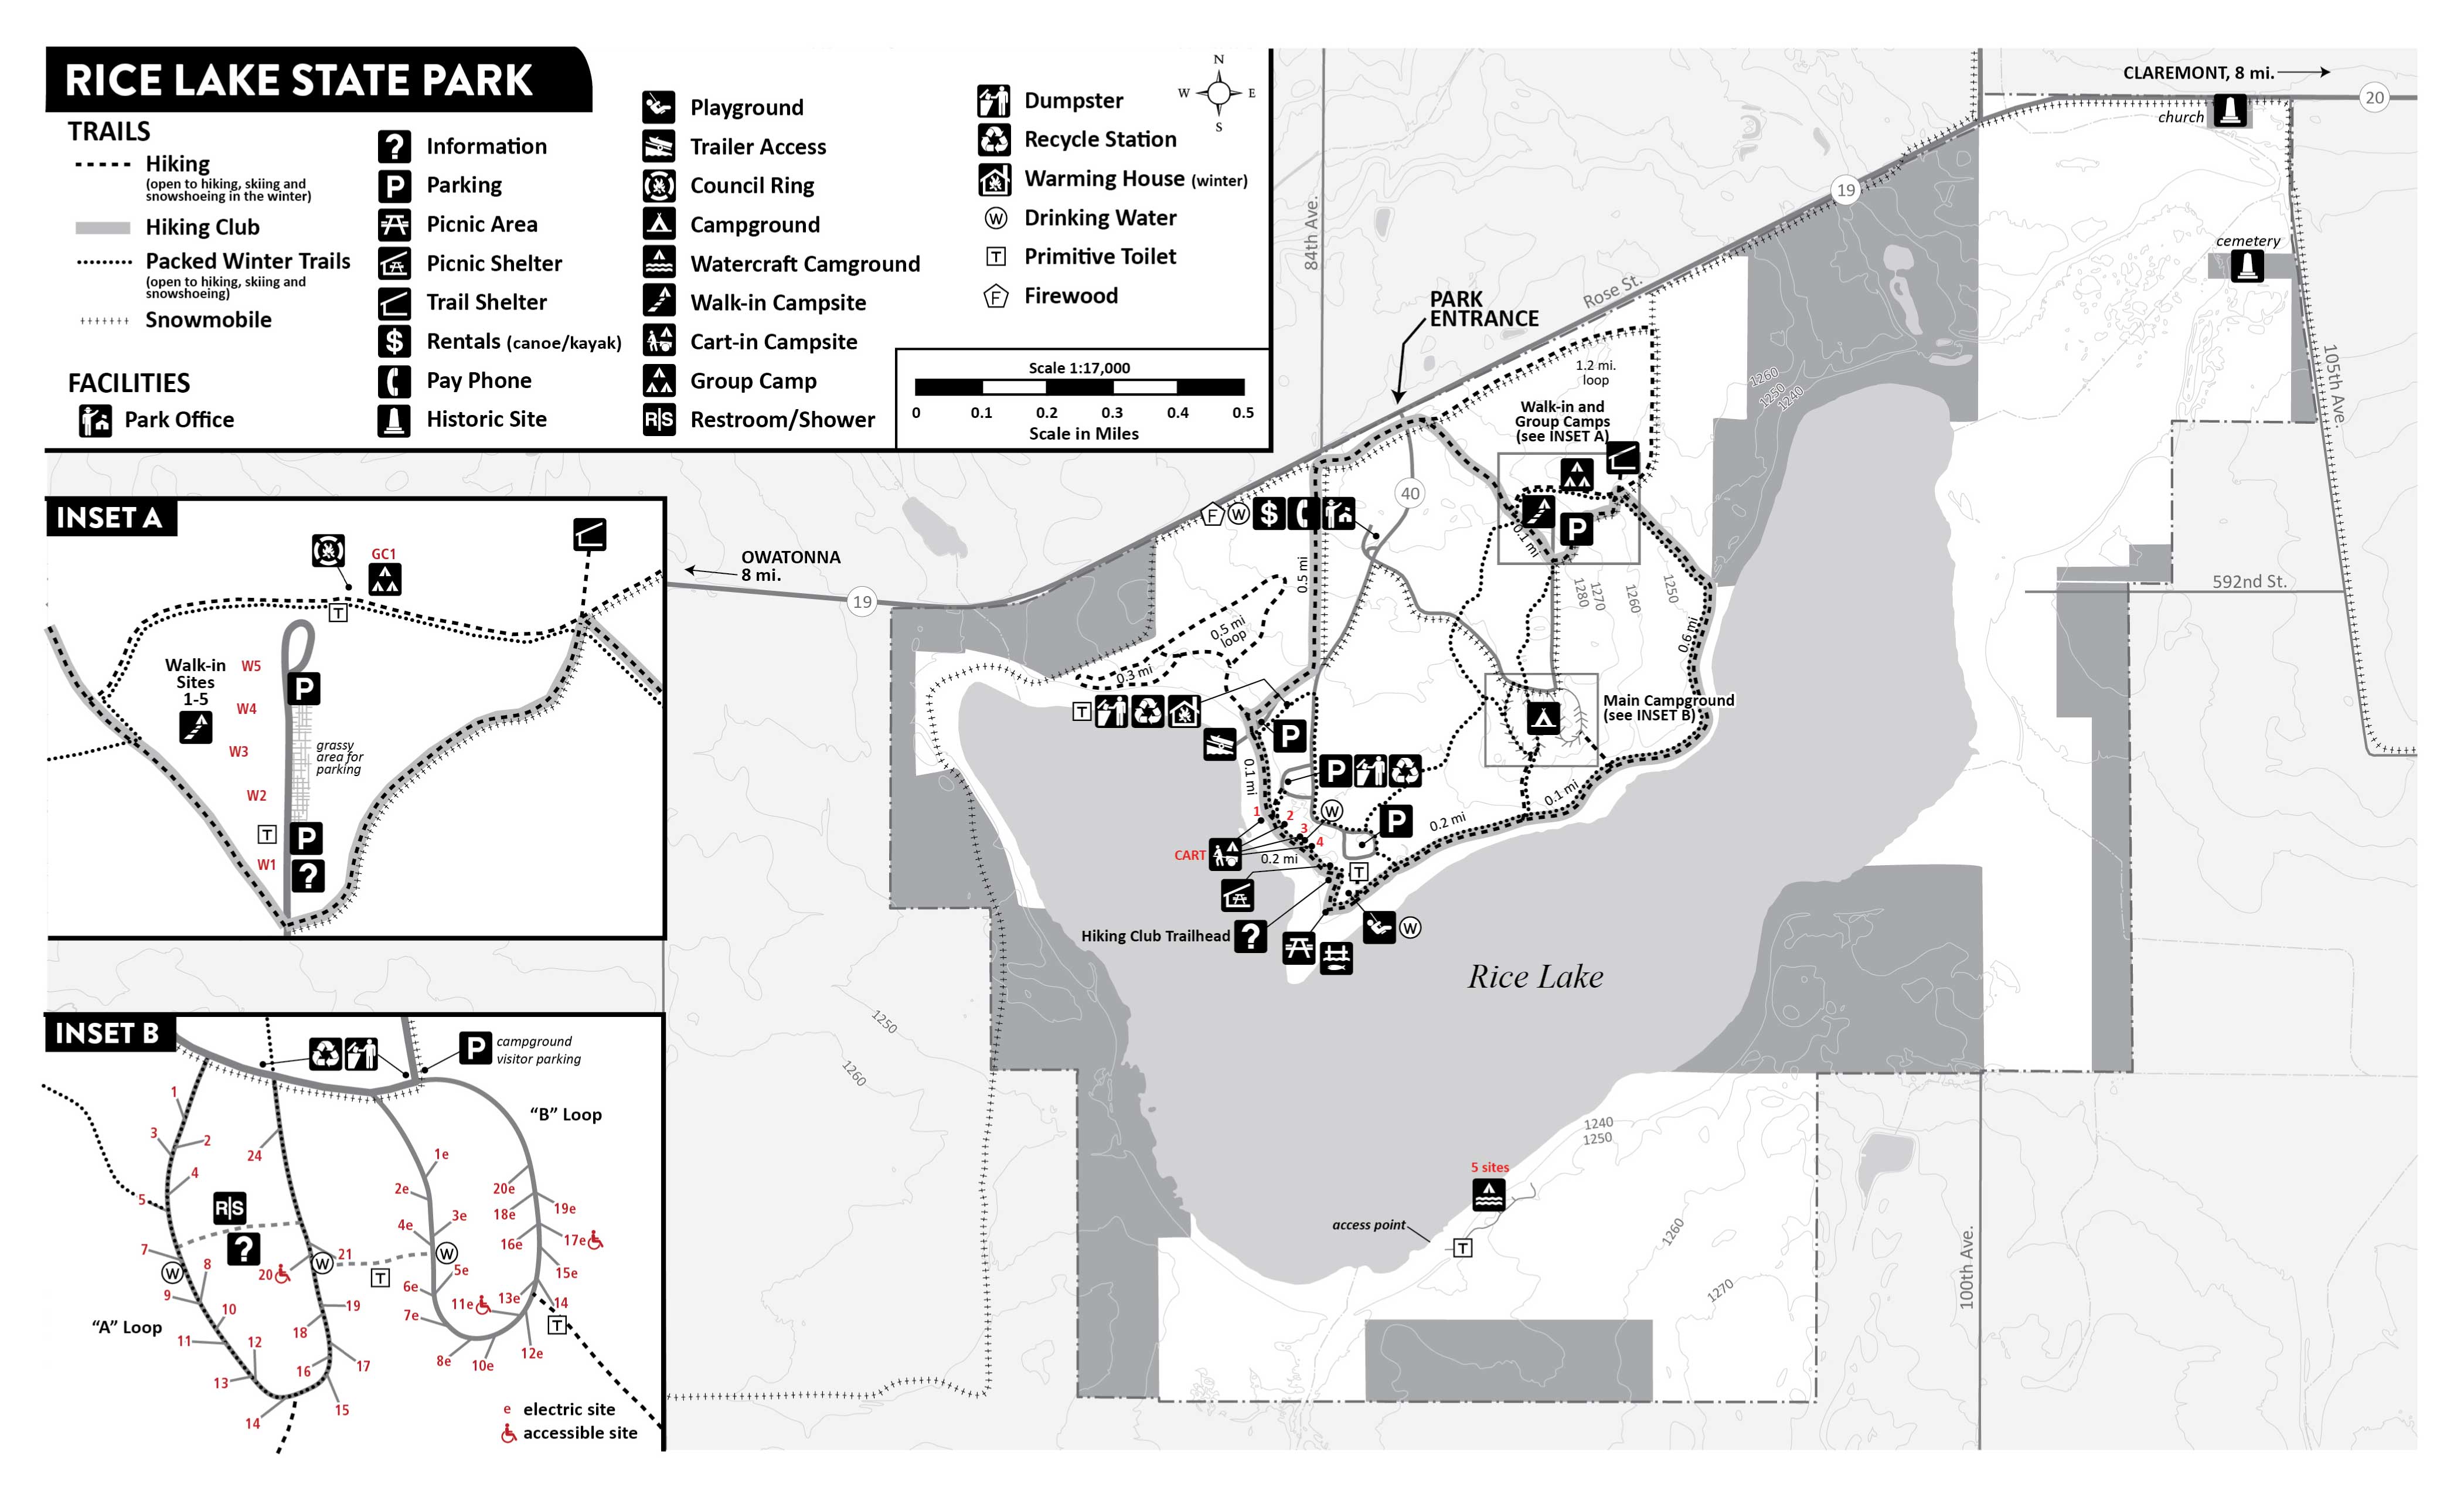 RICE LAKE STATE PARK
TRAILS
Hiking
(open to hiking, skiing and
snowshoeing in the winter)
Hiking Club
Packed Winter Trails
(open to hiking, skiing and
snowshoeing)
Snowmobile
FACILITIES
Park Office
? Information
P Parking
Picnic Area
Picnic Shelter
Trail Shelter
$ Rentals (canoe/kayak)
Pay Phone
Historic Site
Playground
Trailer Access
Council Ring
Campground
Watercraft Camground
Walk-in Campsite
Cart-in Campsite
Group Camp
R|S Restroom/Shower
Dumpster
Recycle Station
Warming House (winter)
W Drinking Water
T Primitive Toilet
F Firewood
N
W E
S
Scale 1:17,000
0 0.1 0.2 0.3 0.4 0.5
Scale in Miles
INSET A
GC1
T
Walk-in
Sites
1-5
W5
W4
W3
W2
W1
P
grassy
area for
parking
T
P
?
INSET B
P
campground
visitor parking
"B" Loop
"A" Loop
1
3
2
24
4
5
R|S
?
7
W
8
20
21
W
9
10
11
12
19
18
13
16
17
14
15
T
1e
2e
3e
4e
W
5e
6e
7e
8e
10e
11e
12e
13e
14
15e
16e
17e
18e
19e
20e
T
e electric site
accessible site
OWATONNA
8 mi.
19
84th Ave.
PARK
ENTRANCE
Rose St.
19
CLAREMONT, 8 mi.
20
church
cemetery
105th Ave.
592nd St.
100th Ave.
1.2 mi.
loop
Walk-in and
Group Camps
(see INSET A)
P
0.1 mi
40
F W $
0.5 mi
0.5 mi
loop
0.3 mi
T
P
0.1 mi
P
1
2
3
4
W
P
CART
0.2 mi
T
Hiking Club Trailhead ?
W
0.2 mi
0.1 mi
0.6 mi
Main Campground
(see INSET B)
1280
1270
1260
1250
1260
1250
1240
Rice Lake
1250
1260
5 sites
access point
T
1240
1250
1260
1270